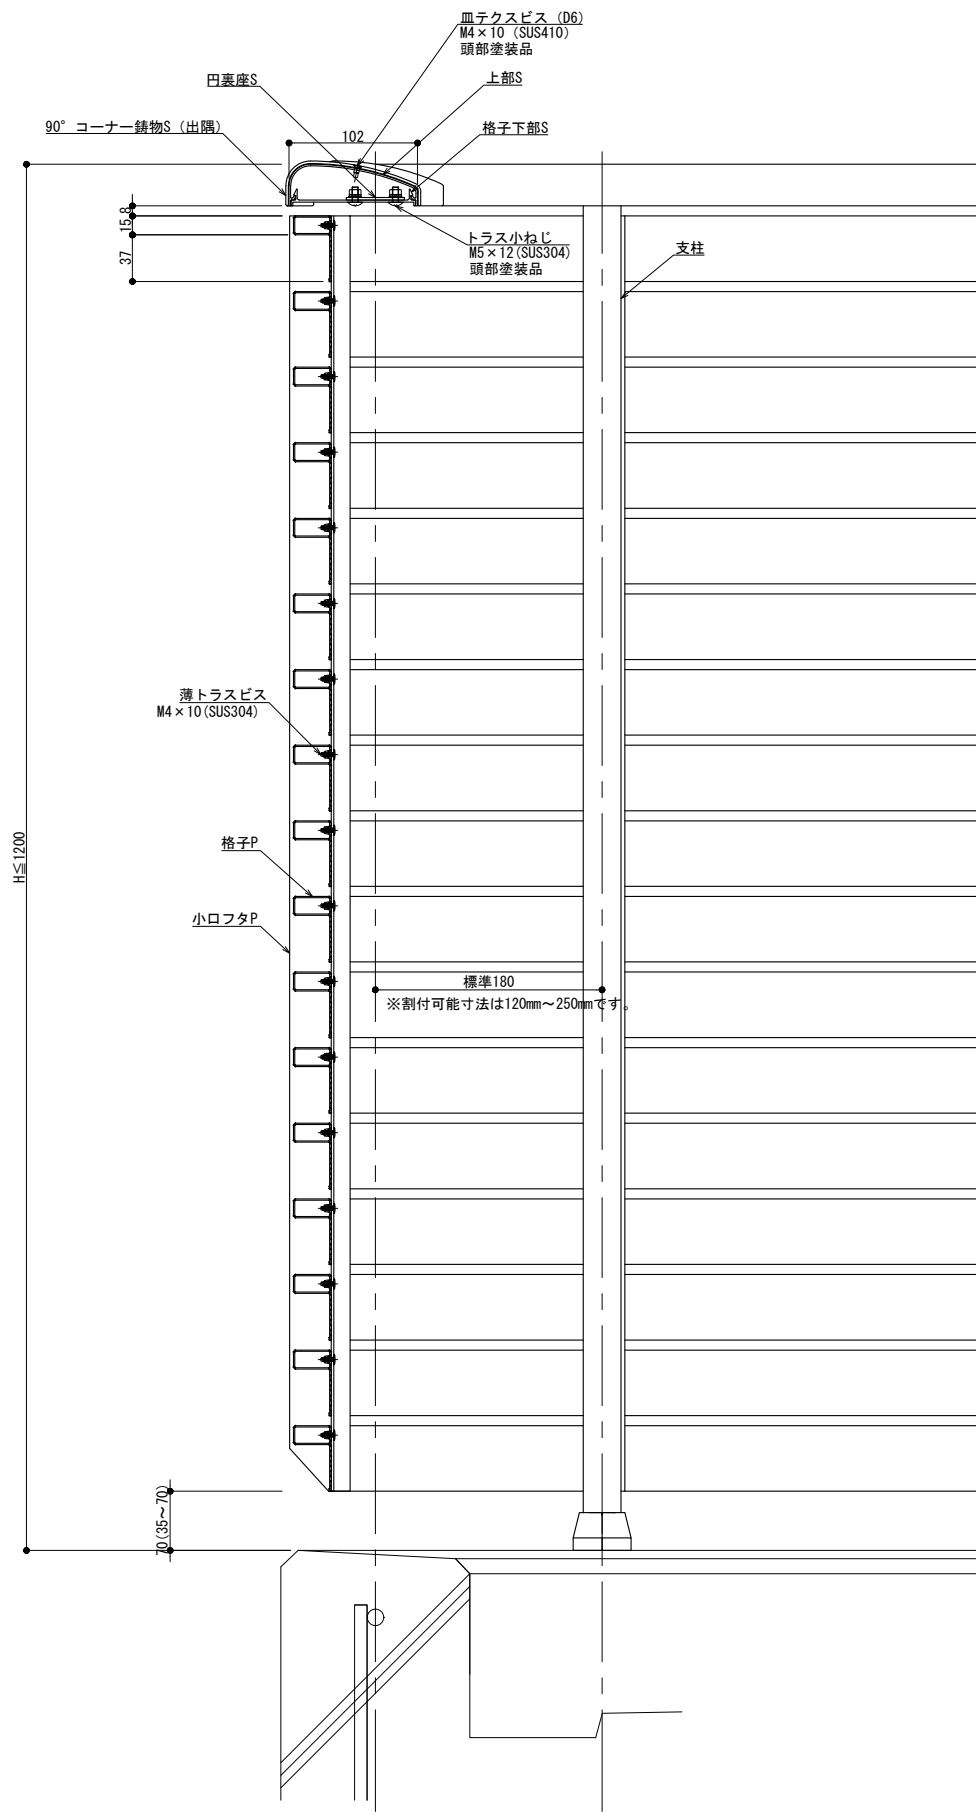 皿テクスビス (D6)
M4×10 (SUS410)
頭部塗装品
円裏座S
上部S
90° コーナー鋳物S (出隅)
102
格子下部S
15.8
37
トラス小ねじ
M5×12(SUS304)
頭部塗装品
支柱
薄トラスビス
M4×10(SUS304)
H≦1200
格子P
小口フタP
標準180
※割付可能寸法は120mm～250mmです。
70(35～70)